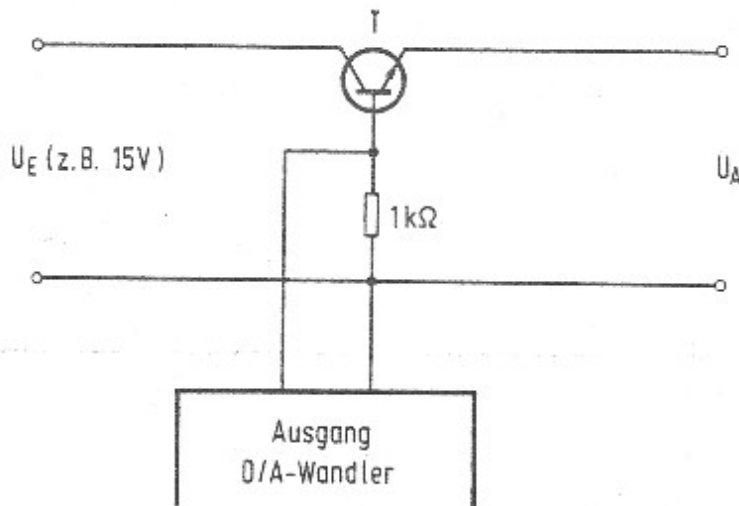 T
U_E (z.B. 15V)
U_A
1kΩ
Ausgang
D/A-Wandler